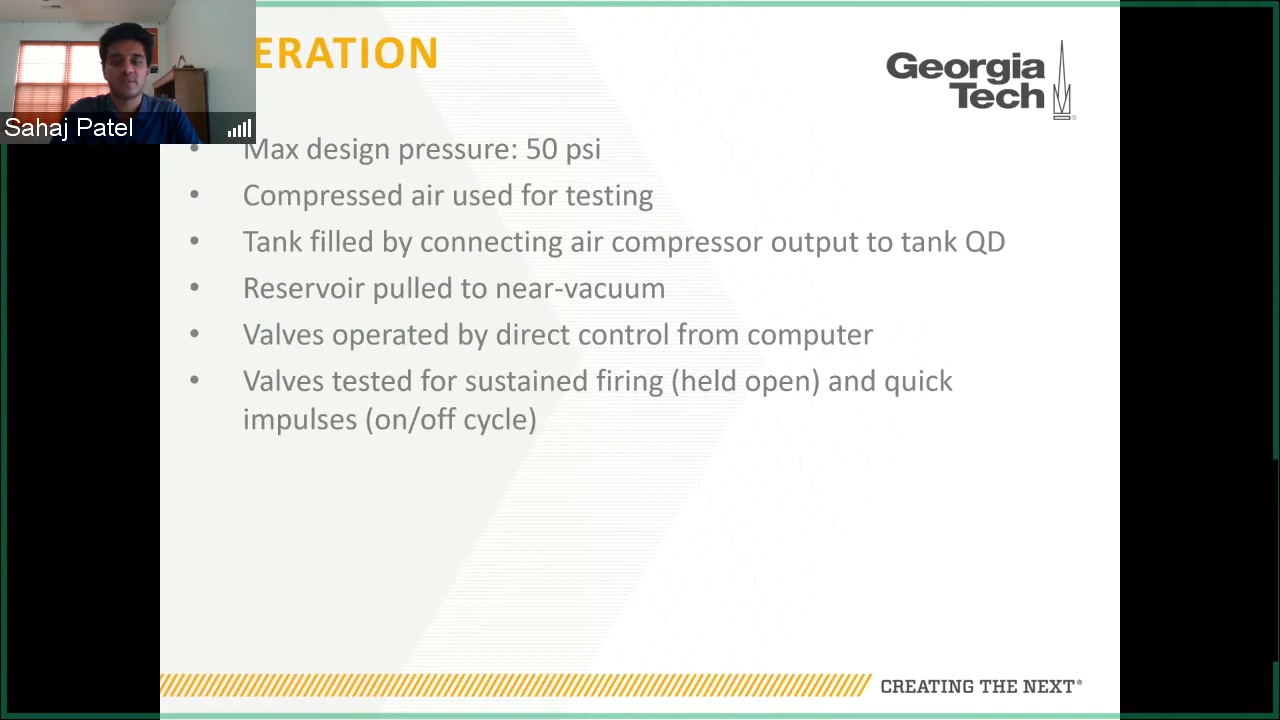 ERATION
Georgia
Tech
Sahaj Patel
• Max design pressure: 50 psi
• Compressed air used for testing
• Tank filled by connecting air compressor output to tank QD
• Reservoir pulled to near-vacuum
• Valves operated by direct control from computer
• Valves tested for sustained firing (held open) and quick
impulses (on/off cycle)
CREATING THE NEXT®